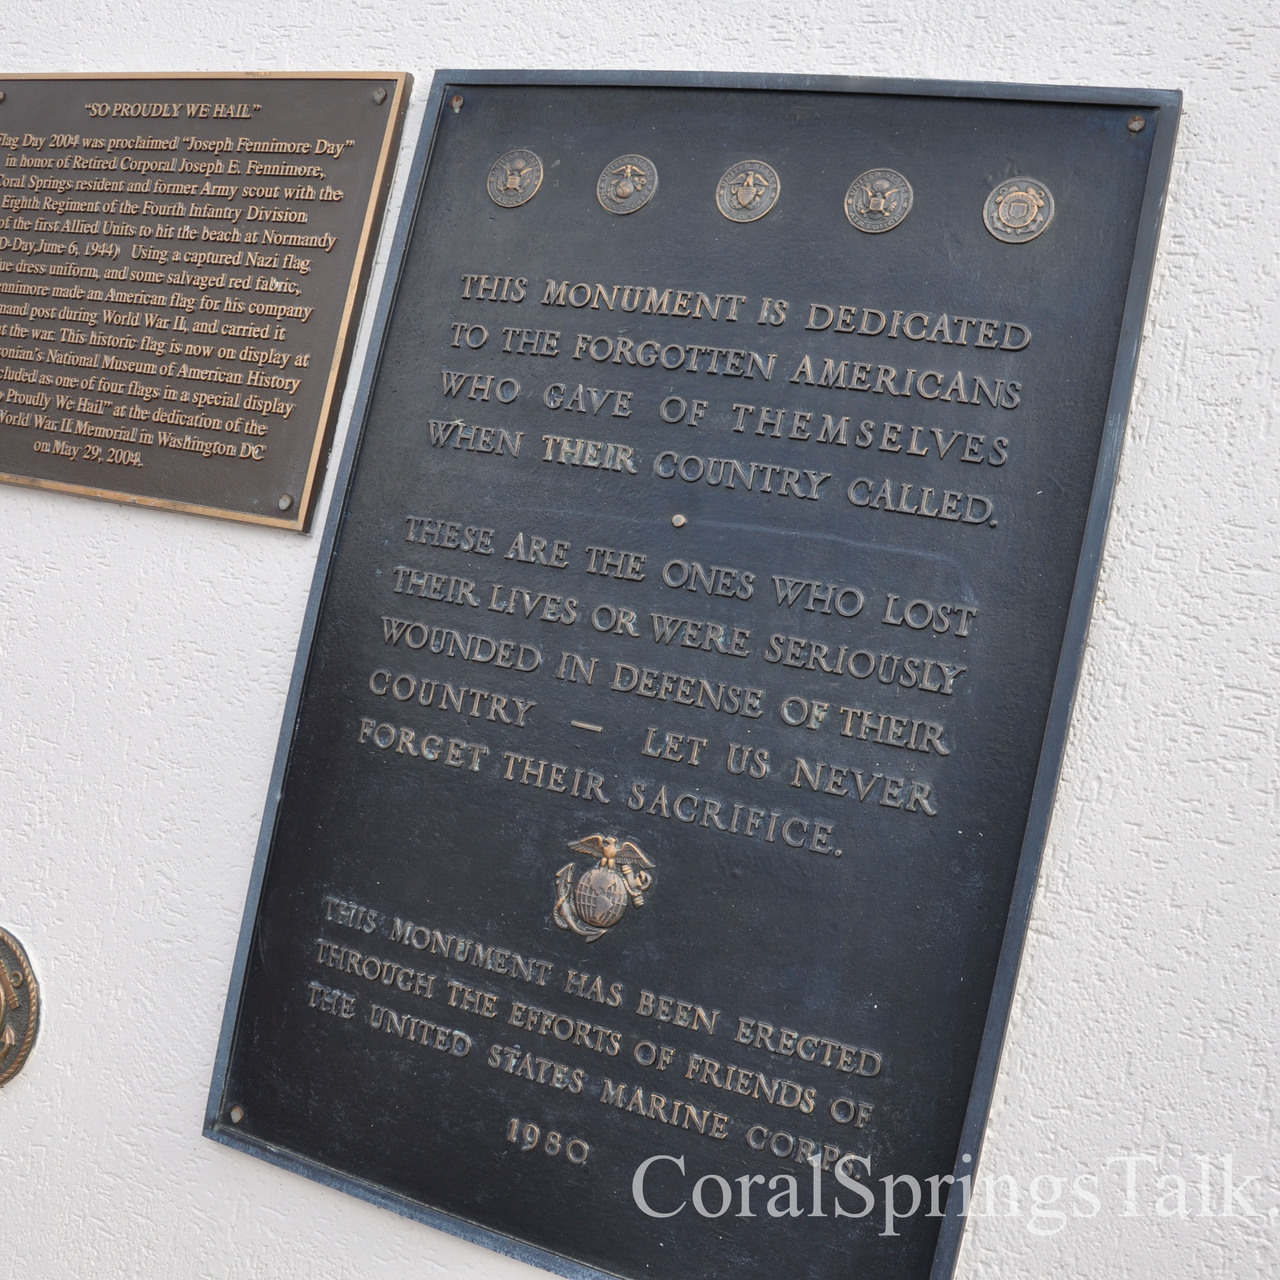 "SO PROUDLY WE HAIL"
Flag Day 2004 was proclaimed "Joseph Fennimore Day"
in honor of Retired Corporal Joseph E. Fennimore,
Coral Springs resident and former Army scout with the
Eighth Regiment of the Fourth Infantry Division
of the first Allied Units to hit the beach at Normandy
D-Day, June 6, 1944) Using a captured Nazi flag,
dress uniform, and some salvaged red fabric,
made an American flag for his company
post during World War II, and carried it
the war. This historic flag is now on display at
National Museum of American History
as one of four flags in a special display
Proudly We Hail" at the dedication of the
World War II Memorial in Washington DC
on May 29, 2004.
THIS MONUMENT IS DEDICATED
TO THE FORGOTTEN AMERICANS
WHO GAVE OF THEMSELVES
WHEN THEIR COUNTRY CALLED.
THESE ARE THE ONES WHO LOST
THEIR LIVES OR WERE SERIOUSLY
WOUNDED IN DEFENSE OF THEIR
COUNTRY — LET US NEVER
FORGET THEIR SACRIFICE.
THIS MONUMENT HAS BEEN ERECTED
THROUGH THE EFFORTS OF FRIENDS OF
THE UNITED STATES MARINE CORPS.
1980
CoralSpringsTalk.